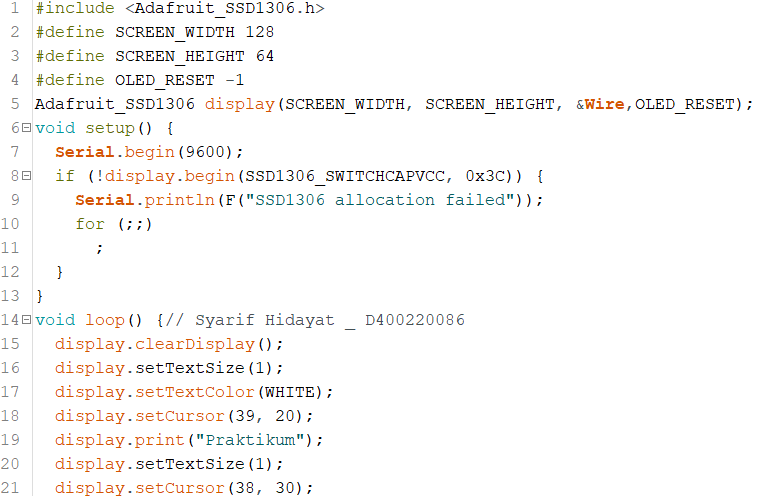 1 #include <Adafruit_SSD1306.h>
2 #define SCREEN_WIDTH 128
3 #define SCREEN_HEIGHT 64
4 #define OLED_RESET -1
5 Adafruit_SSD1306 display(SCREEN_WIDTH, SCREEN_HEIGHT, &Wire,OLED_RESET);
6 void setup() {
7   Serial.begin(9600);
8   if (!display.begin(SSD1306_SWITCHCAPVCC, 0x3C)) {
9     Serial.println(F("SSD1306 allocation failed"));
10     for (;;)
11       ;
12   }
13 }
14 void loop() {// Syarif Hidayat _ D400220086
15   display.clearDisplay();
16   display.setTextSize(1);
17   display.setTextColor(WHITE);
18   display.setCursor(39, 20);
19   display.print("Praktikum");
20   display.setTextSize(1);
21   display.setCursor(38, 30);